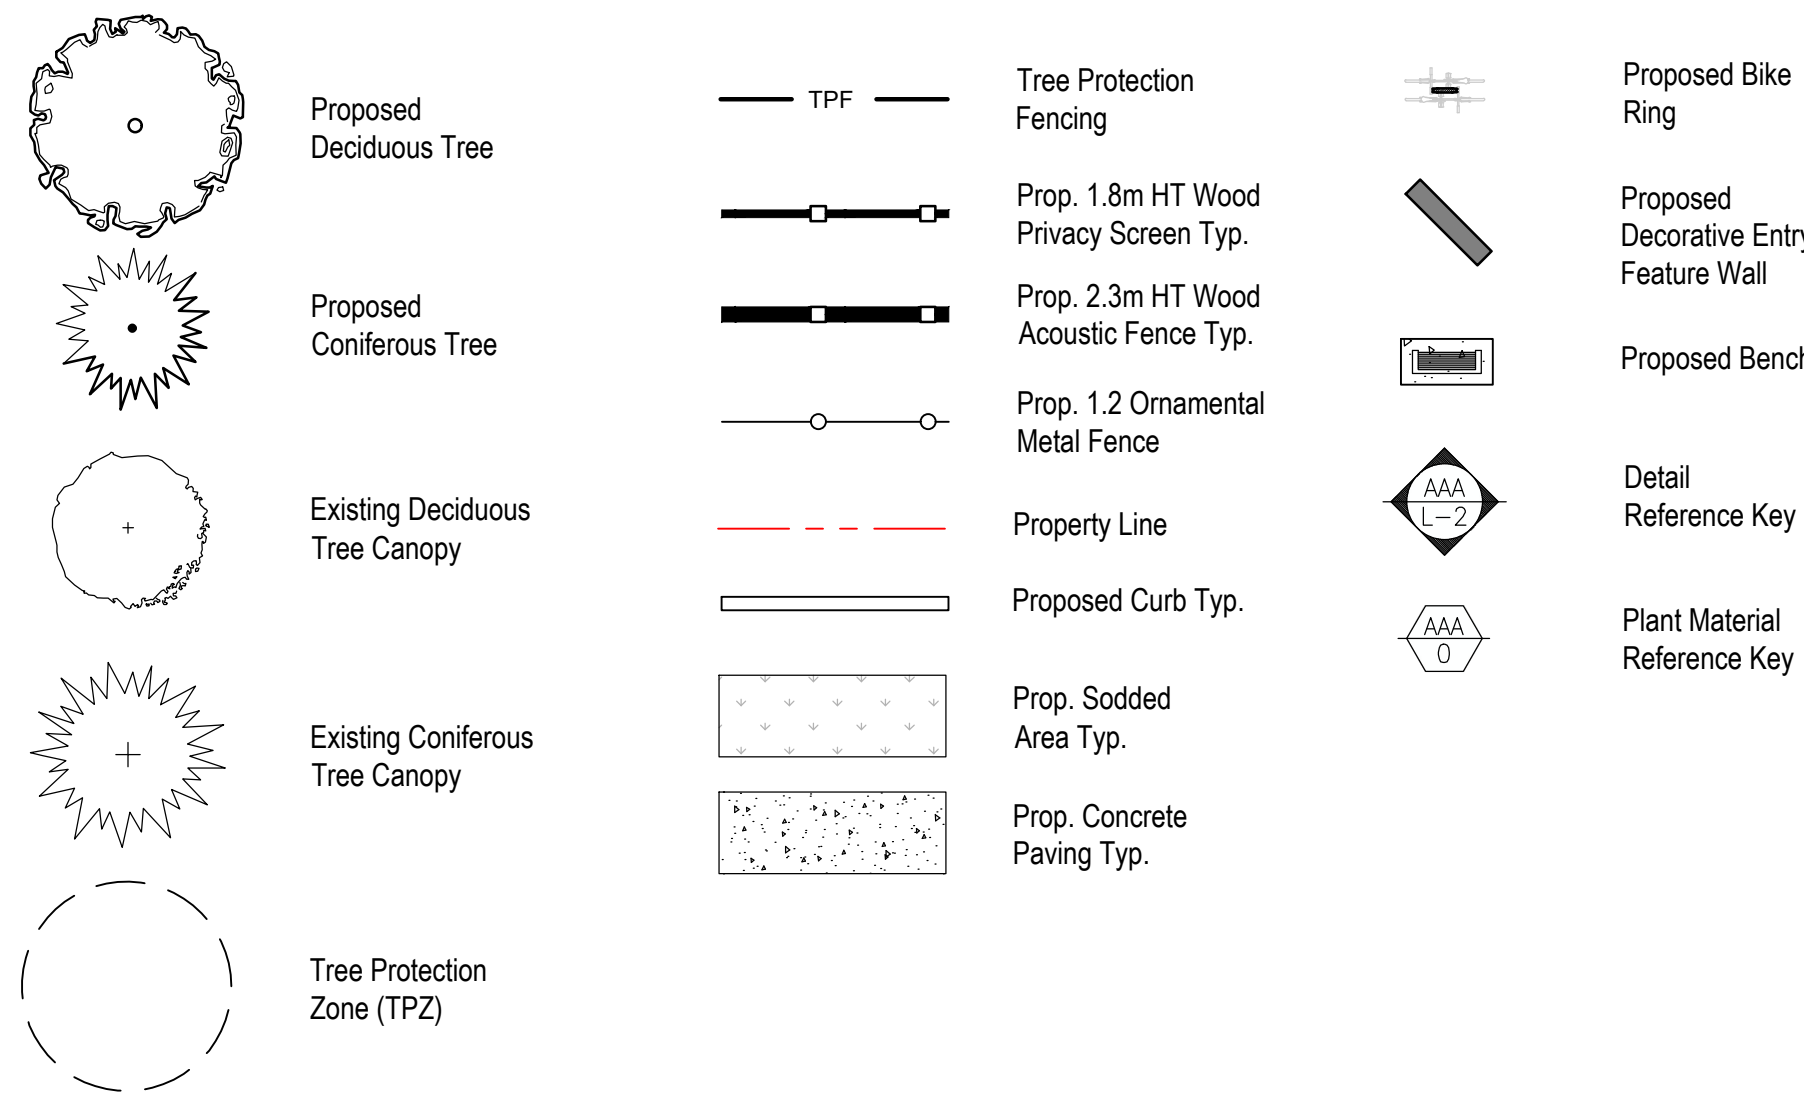 Proposed
Deciduous Tree
Proposed
Coniferous Tree
Existing Deciduous
Tree Canopy
Existing Coniferous
Tree Canopy
Tree Protection
Zone (TPZ)
TPF
Tree Protection
Fencing
Prop. 1.8m HT Wood
Privacy Screen Typ.
Prop. 2.3m HT Wood
Acoustic Fence Typ.
Prop. 1.2 Ornamental
Metal Fence
Property Line
Proposed Curb Typ.
Prop. Sodded
Area Typ.
Prop. Concrete
Paving Typ.
Proposed Bike
Ring
Proposed
Decorative Entry
Feature Wall
Proposed Bench
AAA
L-2
Detail
Reference Key
AAA
0
Plant Material
Reference Key